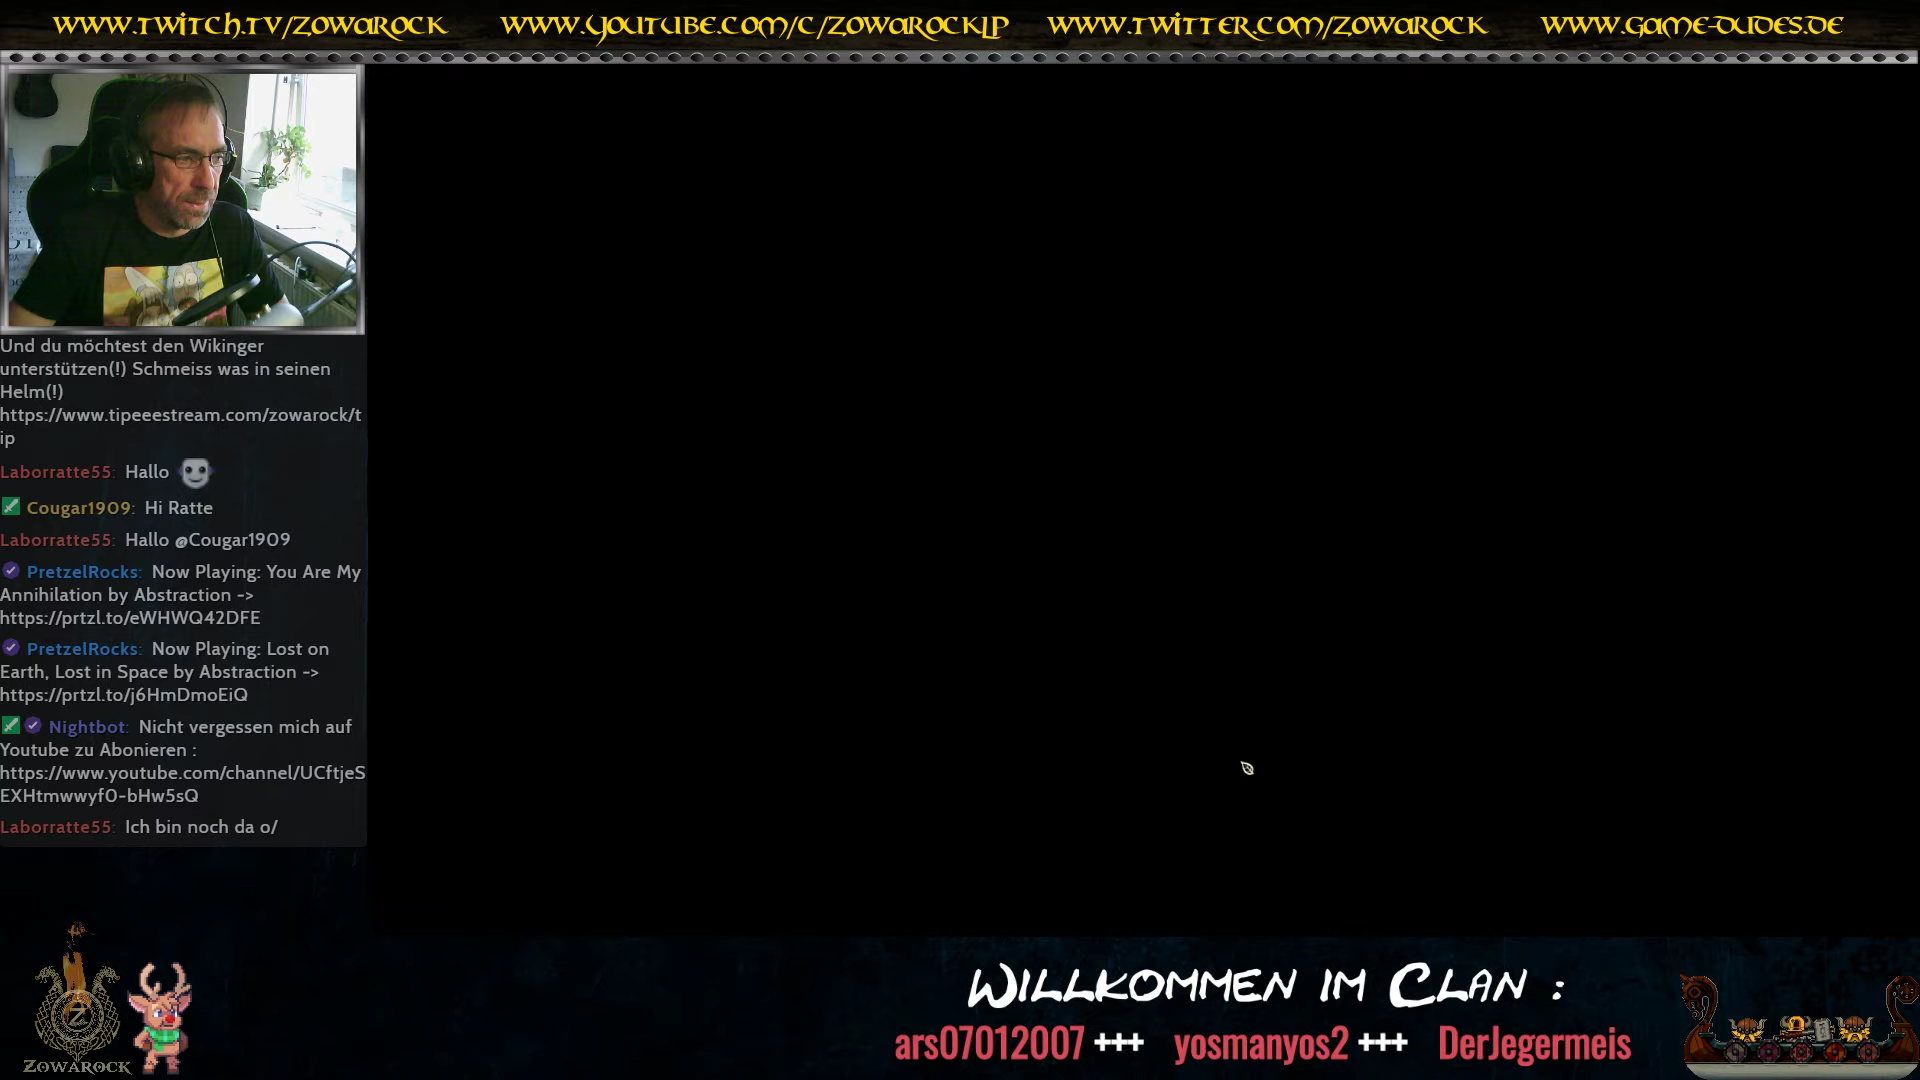 www.twitch.tv/zowarock www.youtube.com/c/zowarocklp www.twitter.com/zowarock www.game-dudes.de
Und du möchtest den Wikinger
unterstützen(!) Schmeiss was in seinen
Helm(!)
https://www.tipeeestream.com/zowarock/t
ip
Laborratte55: Hallo
Cougar1909: Hi Ratte
Laborratte55: Hallo @Cougar1909
PretzelRocks: Now Playing: You Are My
Annihilation by Abstraction ->
https://prtzl.to/eWHWQ42DFE
PretzelRocks: Now Playing: Lost on
Earth, Lost in Space by Abstraction ->
https://prtzl.to/j6HmDmoEiQ
Nightbot: Nicht vergessen mich auf
Youtube zu Abonieren :
https://www.youtube.com/channel/UCftjeS
EXHtmwwyf0-bHw5sQ
Laborratte55: Ich bin noch da o/
Z
Zowarock
Willkommen im Clan :
ars07012007 +++ yosmanyos2 +++ DerJegermeis